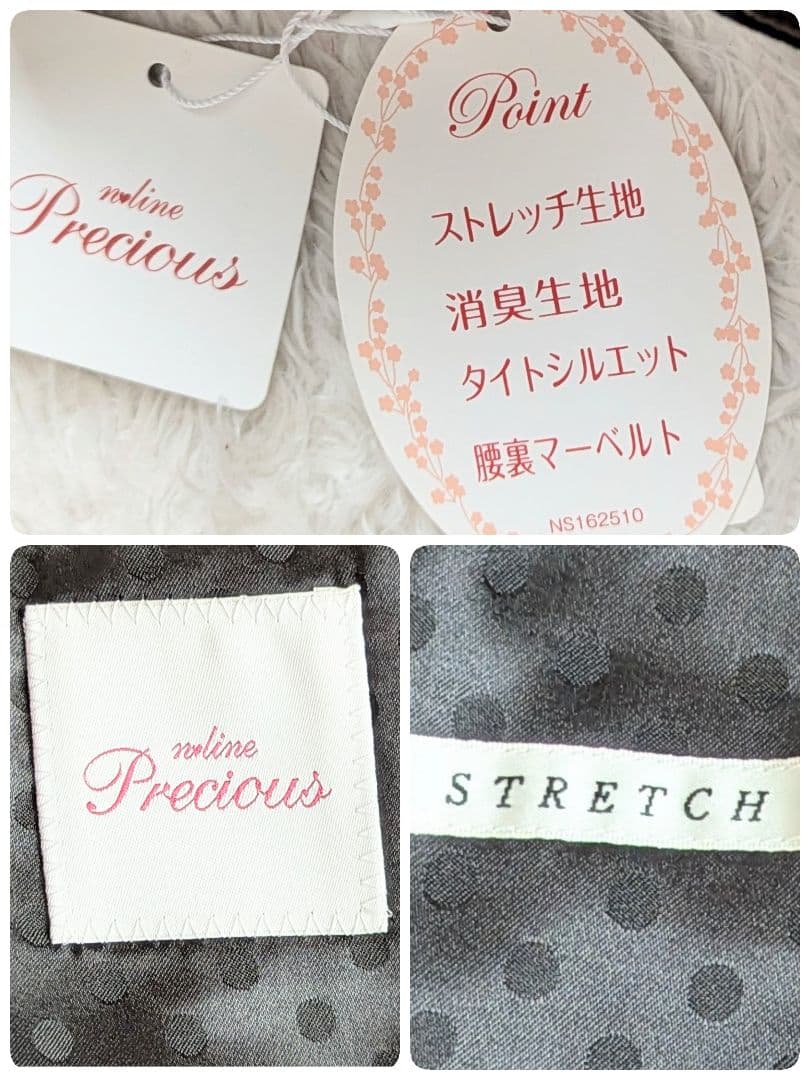 n♥line
Precious
Point
ストレッチ生地
消臭生地
タイトシルエット
腰裏マーベルト
NS162510
n♥line
Precious
STRETCH